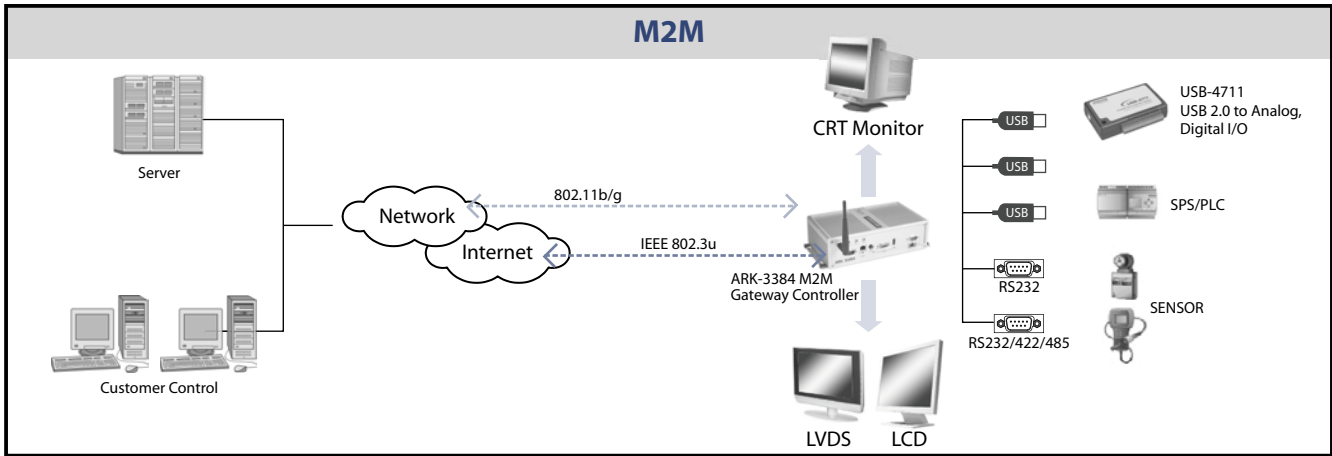 M2M
Server
Customer Control
Network
Internet
802.11b/g
IEEE 802.3u
CRT Monitor
ARK-3384 M2M
Gateway Controller
LVDS
LCD
USB
USB
USB
RS232
RS232/422/485
USB-4711
USB 2.0 to Analog,
Digital I/O
SPS/PLC
SENSOR